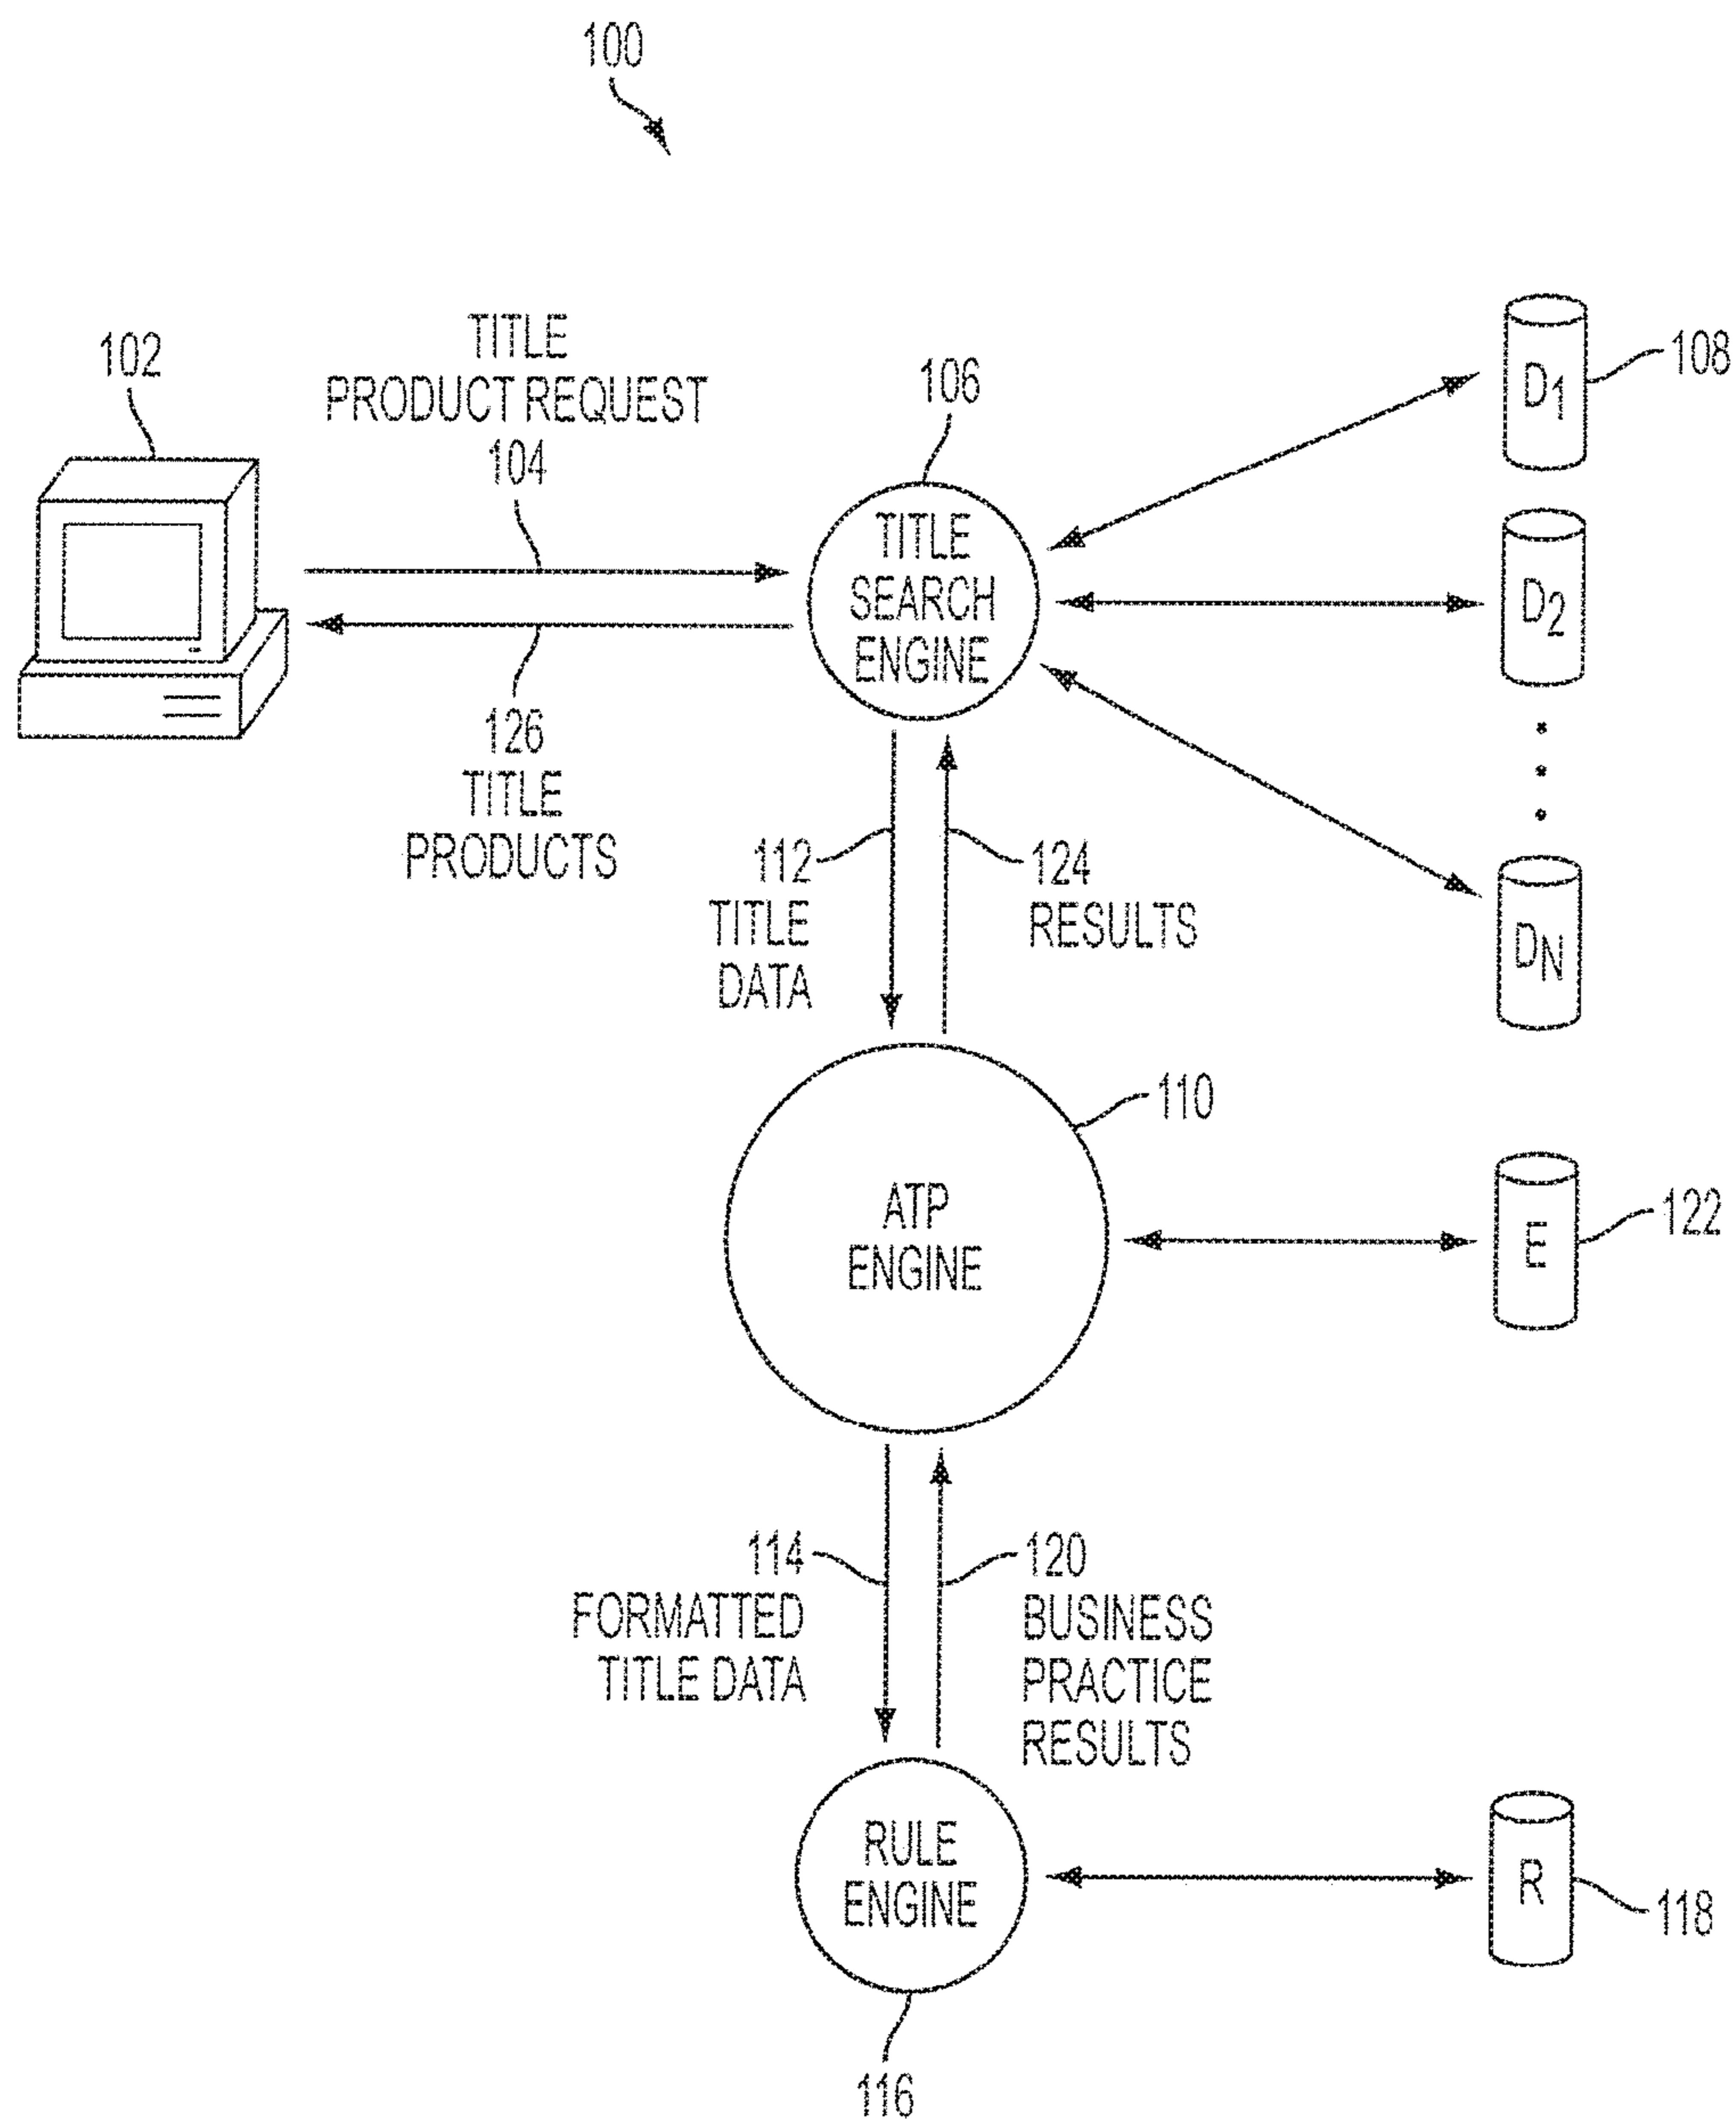 100
102
TITLE
PRODUCT REQUEST
104
106
TITLE
SEARCH
ENGINE
D1
108
D2
DN
126
TITLE
PRODUCTS
112
TITLE
DATA
124
RESULTS
110
ATP
ENGINE
E
122
114
FORMATTED
TITLE DATA
120
BUSINESS
PRACTICE
RESULTS
RULE
ENGINE
116
R
118